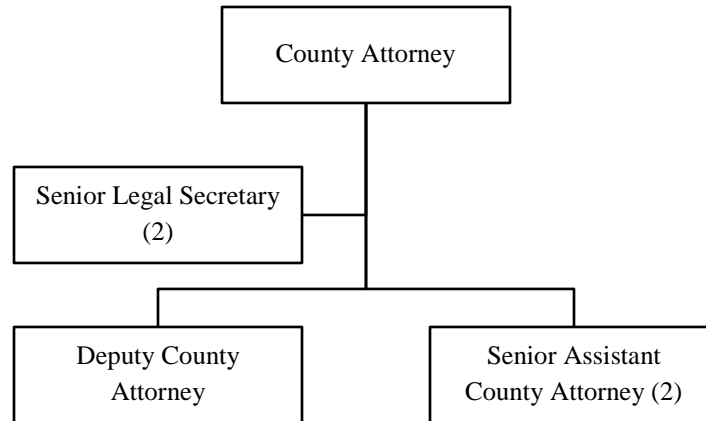 County Attorney
Senior Legal Secretary
(2)
Deputy County
Attorney
Senior Assistant
County Attorney (2)